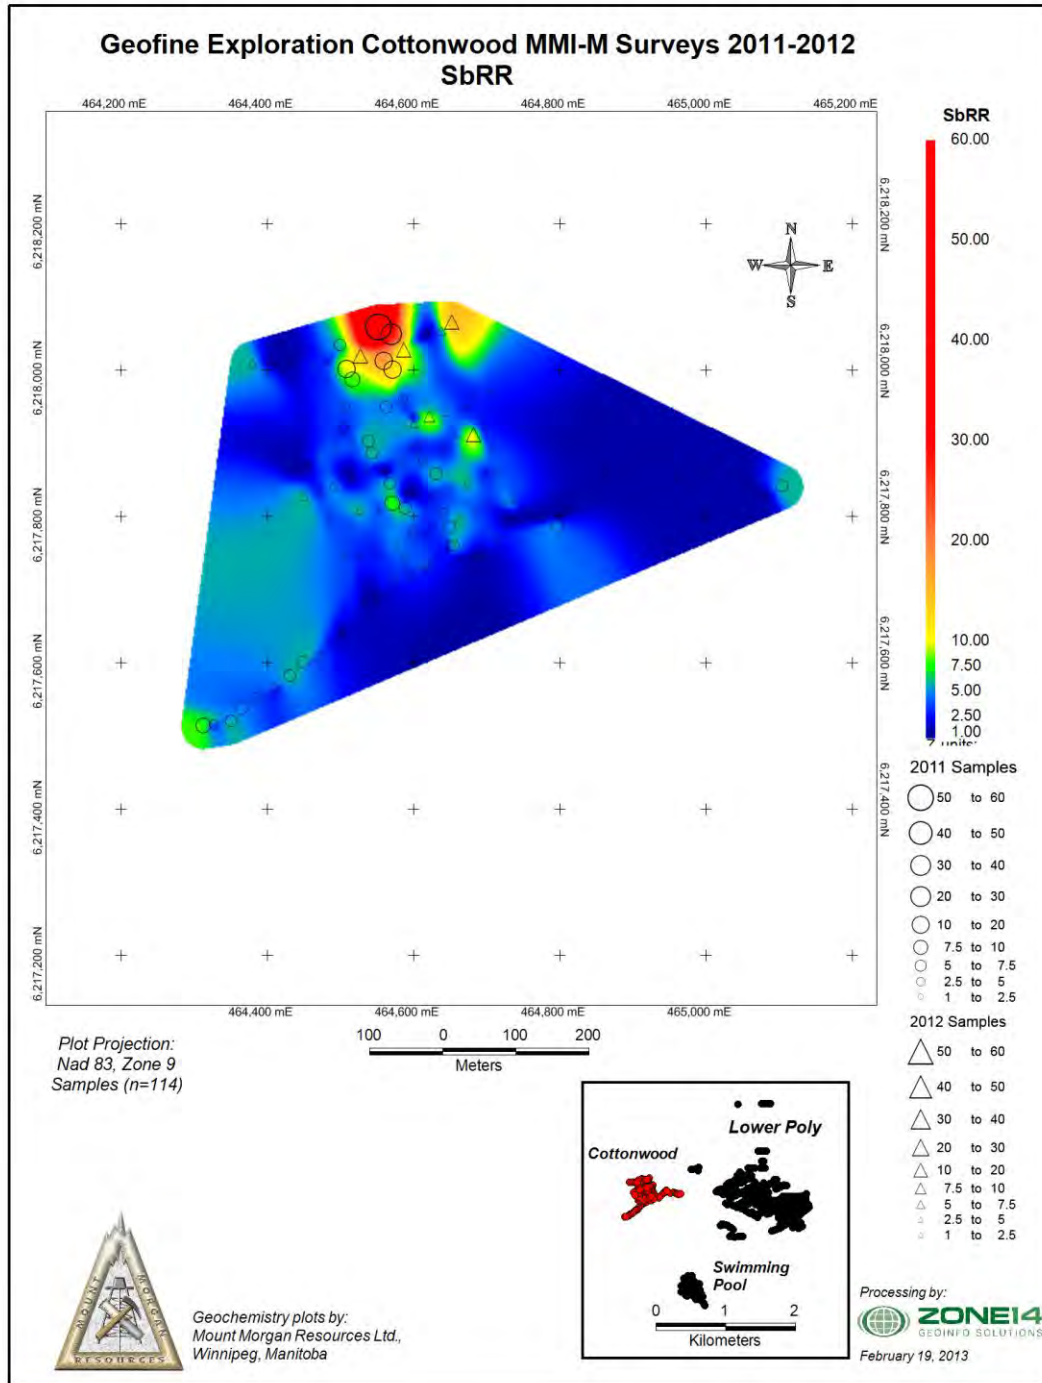 Geofine Exploration Cottonwood MMI-M Surveys 2011-2012
SbRR
464,200 mE
464,400 mE
464,600 mE
464,800 mE
465,000 mE
465,200 mE
6,218,200 mN
6,218,000 mN
6,217,800 mN
6,217,600 mN
6,217,400 mN
6,217,200 mN
6,218,200 mN
6,218,000 mN
6,217,800 mN
6,217,600 mN
6,217,400 mN
N
W E
S
464,400 mE
464,600 mE
464,800 mE
465,000 mE
SbRR
60.00
50.00
40.00
30.00
20.00
10.00
7.50
5.00
2.50
1.00
units:
2011 Samples
50 to 60
40 to 50
30 to 40
20 to 30
10 to 20
7.5 to 10
5 to 7.5
2.5 to 5
1 to 2.5
2012 Samples
50 to 60
40 to 50
30 to 40
20 to 30
10 to 20
7.5 to 10
5 to 7.5
2.5 to 5
1 to 2.5
Plot Projection:
Nad 83, Zone 9
Samples (n=114)
100 0 100 200
Meters
Lower Poly
Cottonwood
Swimming
Pool
0 1 2
Kilometers
MOUNT MORGAN
RESOURCES
Geochemistry plots by:
Mount Morgan Resources Ltd.,
Winnipeg, Manitoba
Processing by:
ZONE14
GEOINFO SOLUTIONS
February 19, 2013